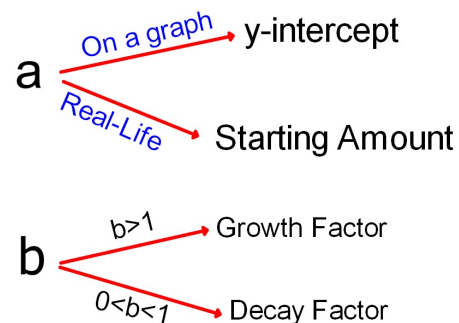 On a graph
y-intercept
a
Real-Life
Starting Amount
b>1
Growth Factor
b
0<b<1
Decay Factor